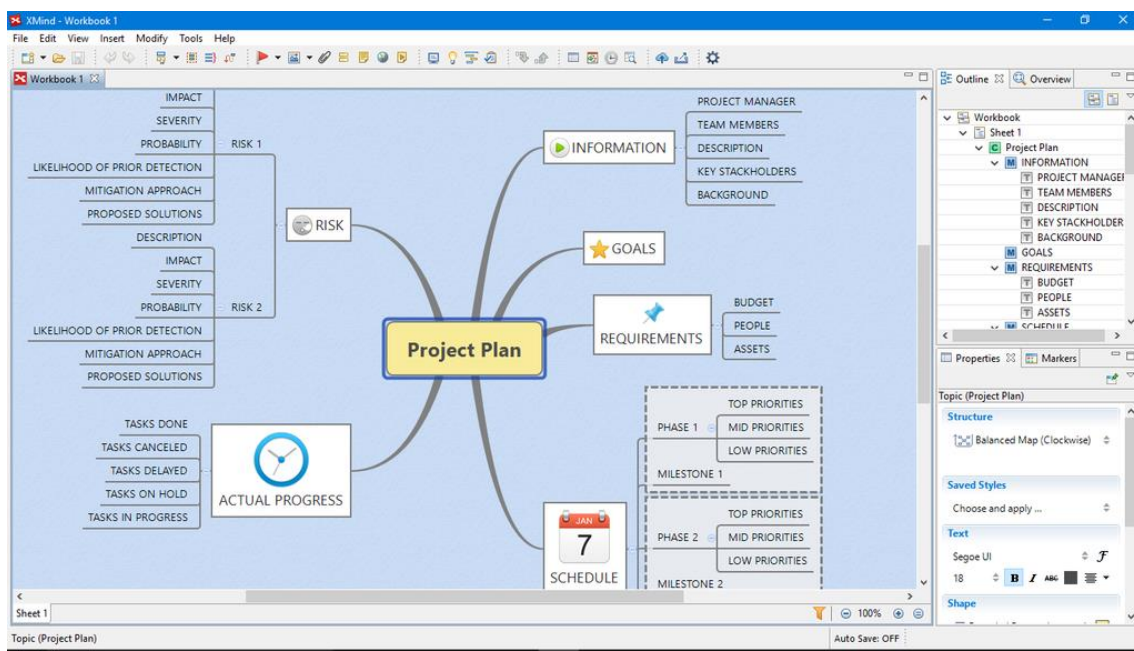 XMind - Workbook 1
File Edit View Insert Modify Tools Help
Workbook 1
IMPACT
SEVERITY
PROBABILITY
RISK 1
LIKELIHOOD OF PRIOR DETECTION
MITIGATION APPROACH
PROPOSED SOLUTIONS
RISK
DESCRIPTION
IMPACT
SEVERITY
PROBABILITY
RISK 2
LIKELIHOOD OF PRIOR DETECTION
MITIGATION APPROACH
PROPOSED SOLUTIONS
TASKS DONE
TASKS CANCELED
TASKS DELAYED
TASKS ON HOLD
TASKS IN PROGRESS
ACTUAL PROGRESS
Project Plan
INFORMATION
PROJECT MANAGER
TEAM MEMBERS
DESCRIPTION
KEY STACKHOLDERS
BACKGROUND
GOALS
REQUIREMENTS
BUDGET
PEOPLE
ASSETS
JAN
7
SCHEDULE
PHASE 1
TOP PRIORITIES
MID PRIORITIES
LOW PRIORITIES
MILESTONE 1
PHASE 2
TOP PRIORITIES
MID PRIORITIES
LOW PRIORITIES
MILESTONE 2
Outline
Overview
Workbook
Sheet 1
C Project Plan
M INFORMATION
T PROJECT MANAGER
T TEAM MEMBERS
T DESCRIPTION
T KEY STACKHOLDER
T BACKGROUND
M GOALS
M REQUIREMENTS
T BUDGET
T PEOPLE
T ASSETS
M SCHEDULE
Properties
Markers
Topic (Project Plan)
Structure
Balanced Map (Clockwise)
Saved Styles
Choose and apply ...
Text
Segoe UI
F
18 B I ABC
Shape
Sheet 1
100%
Topic (Project Plan)
Auto Save: OFF